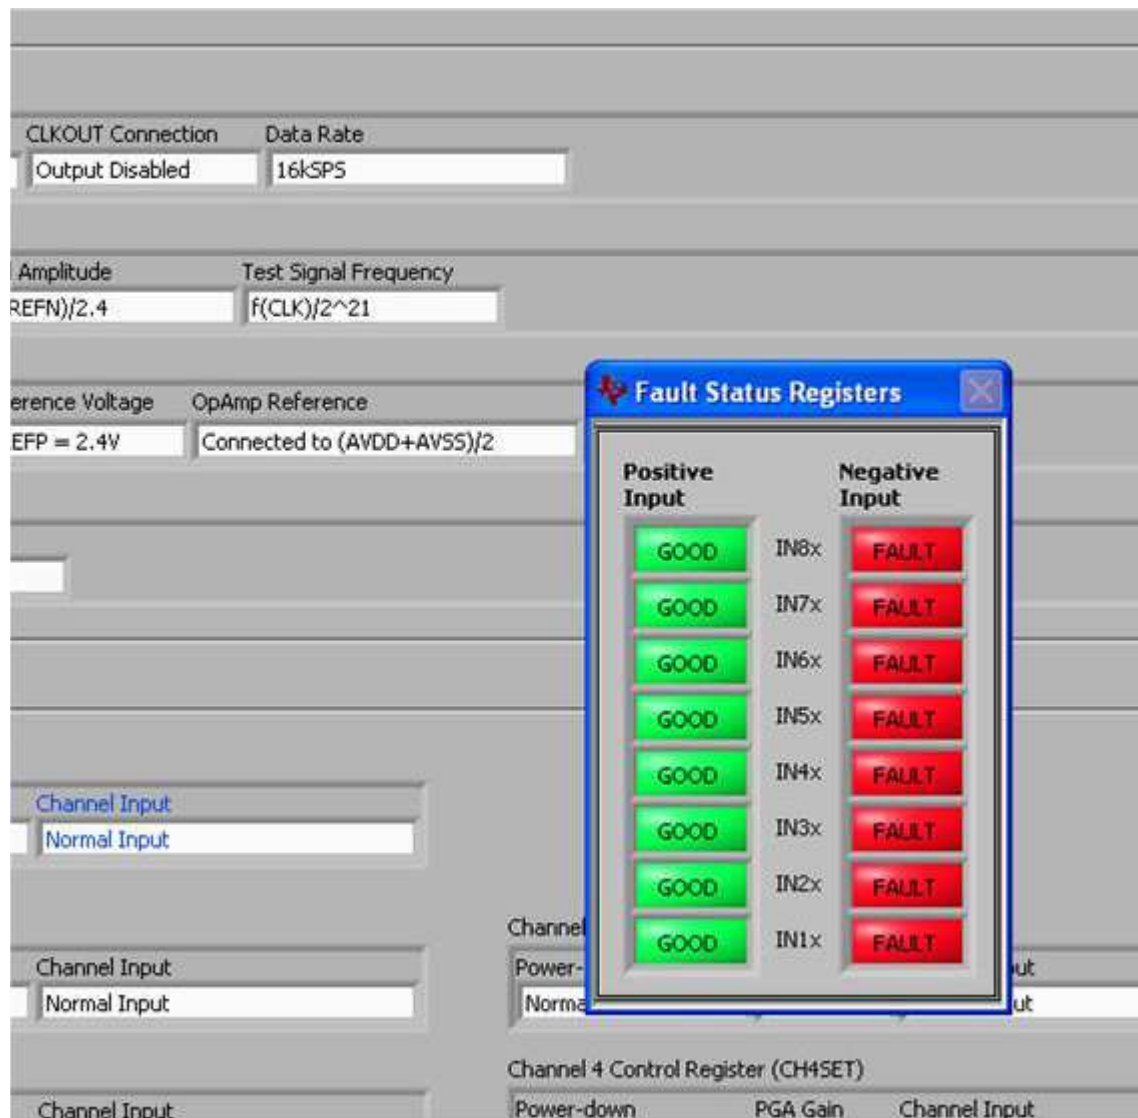 CLKOUT Connection Data Rate
Output Disabled 16kSPS
Amplitude Test Signal Frequency
REFN)/2.4 f(CLK)/2^21
erence Voltage OpAmp Reference
EFP = 2.4V Connected to (AVDD+AVSS)/2
Fault Status Registers
Positive Input Negative Input
GOOD IN8x FAULT
GOOD IN7x FAULT
GOOD IN6x FAULT
GOOD IN5x FAULT
GOOD IN4x FAULT
GOOD IN3x FAULT
GOOD IN2x FAULT
GOOD IN1x FAULT
Channel Input
Normal Input
Channel
Channel Input Power- ut
Normal Input Norma ut
Channel 4 Control Register (CH4SET)
Channel Input Power-down PGA Gain Channel Input